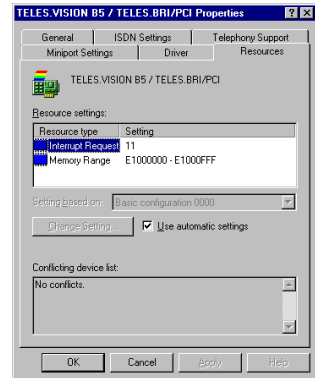 TELES.VISION B5 / TELES.BRI/PCI Properties
General ISDN Settings Telephony Support
Miniport Settings Driver Resources
TELES.VISION B5 / TELES.BRI/PCI
Resource settings:
Resource type Setting
Interrupt Request 11
Memory Range E1000000 - E1000FFF
Setting based on: Basic configuration 0000
Change Setting... Use automatic settings
Conflicting device list:
No conflicts.
OK Cancel Apply Help